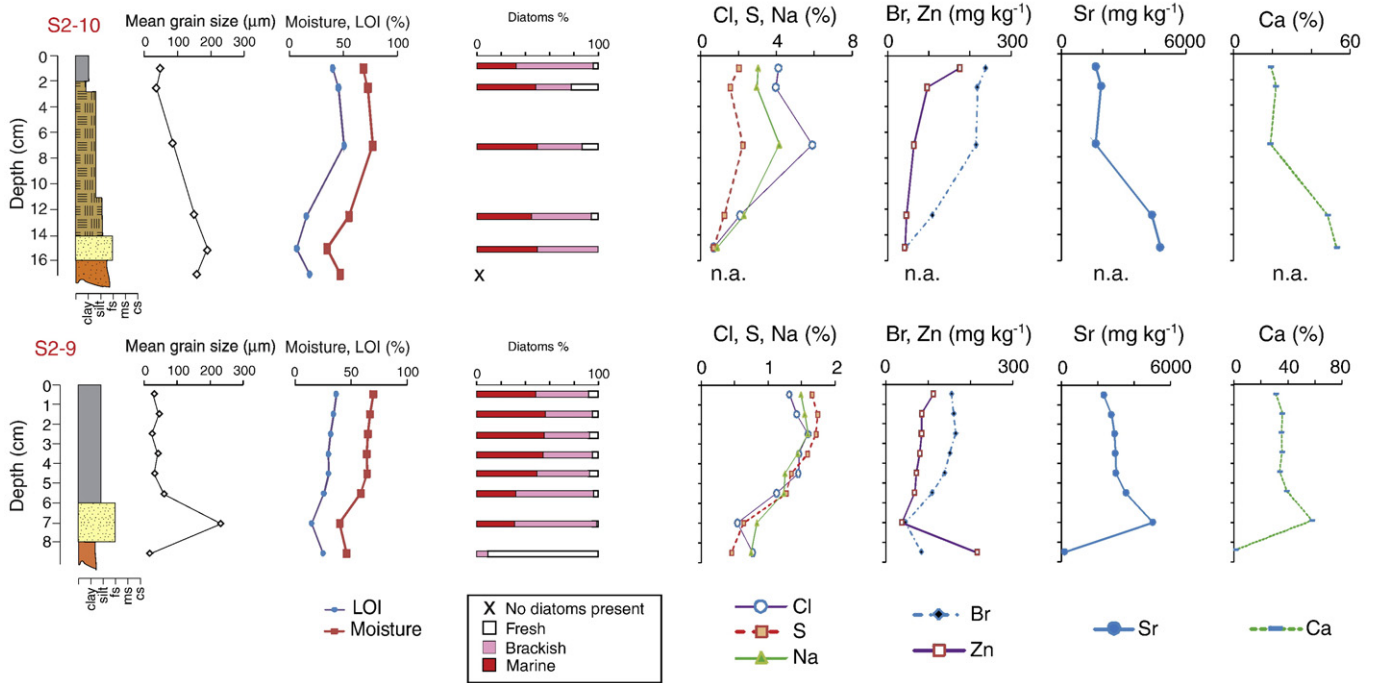 S2-10
Mean grain size (μm)
0 100 200 300
Moisture, LOI (%)
0 50 100
Diatoms %
0 100
Cl, S, Na (%)
0 4 8
Br, Zn (mg kg-1)
0 300
Sr (mg kg-1)
0 6000
Ca (%)
0 60
Depth (cm)
0
2
4
6
8
10
12
14
16
x
n.a.
n.a.
n.a.
n.a.
clay
silt
fs
ms
cs
S2-9
Mean grain size (μm)
0 100 200 300
Moisture, LOI (%)
0 50 100
Diatoms %
0 100
Cl, S, Na (%)
0 1 2
Br, Zn (mg kg-1)
0 300
Sr (mg kg-1)
0 6000
Ca (%)
0 40 80
Depth (cm)
0
1
2
3
4
5
6
7
8
clay
silt
fs
ms
cs
LOI
Moisture
X No diatoms present
Fresh
Brackish
Marine
Cl
S
Na
Br
Zn
Sr
Ca